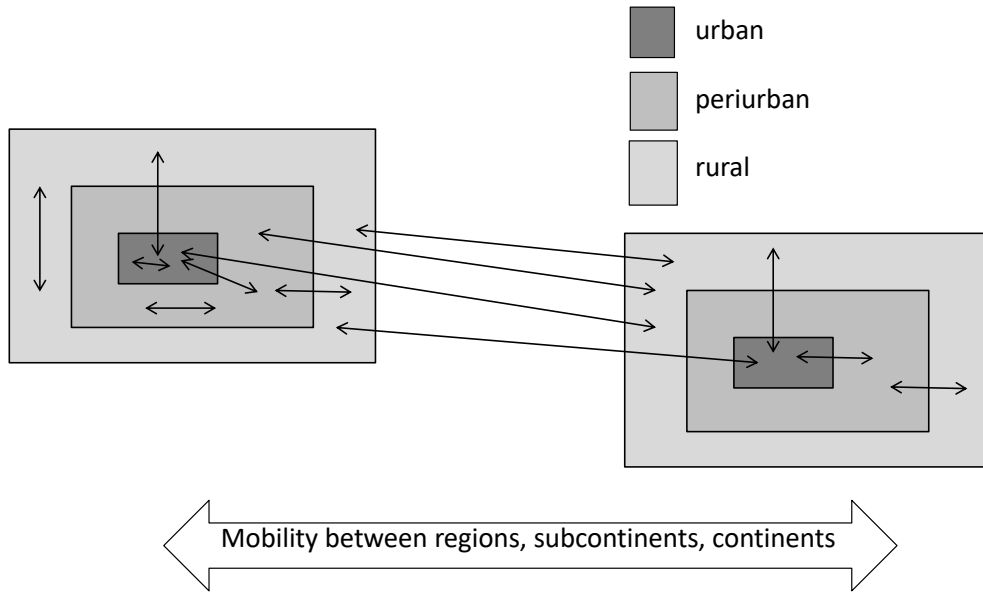 urban
periurban
rural
Mobility between regions, subcontinents, continents